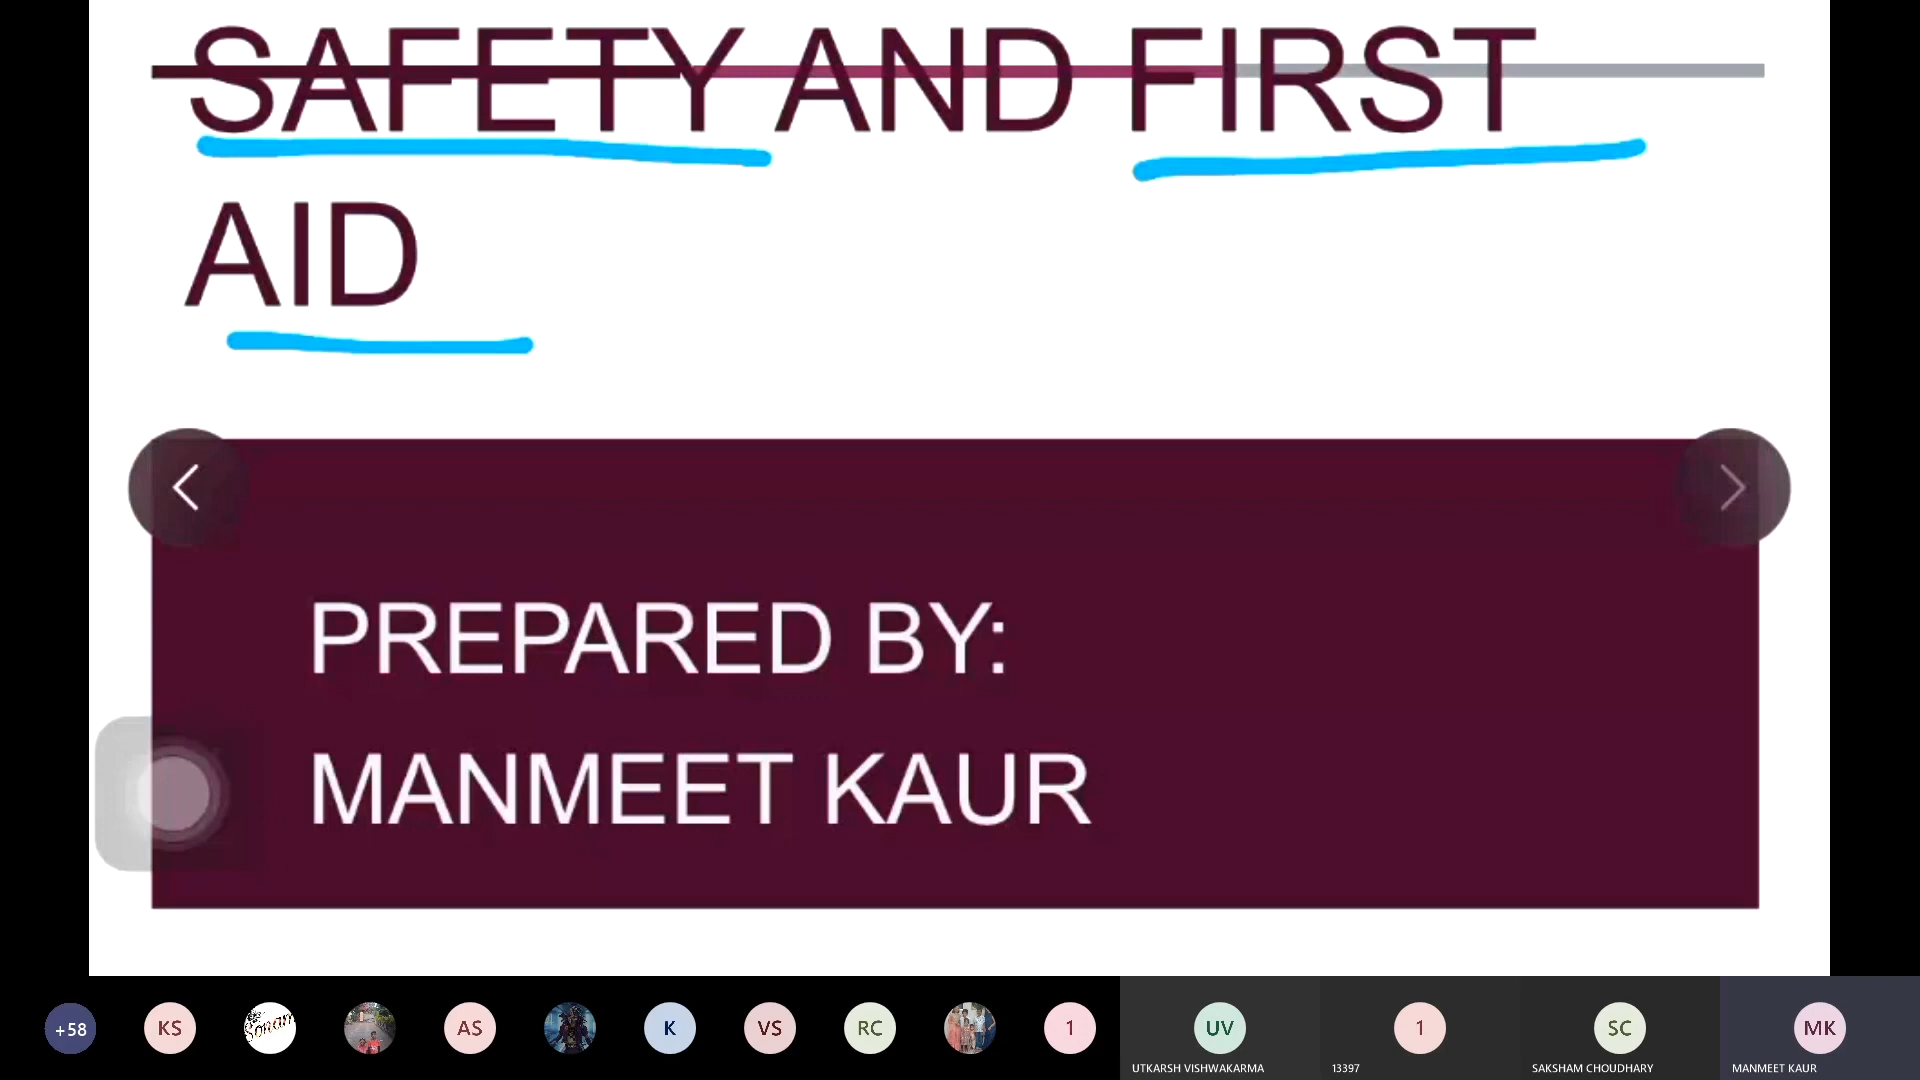 SAFETY AND FIRST
AID
PREPARED BY:
MANMEET KAUR
+58
KS
Sonam
AS
K
VS
RC
1
UV
1
SC
MK
UTKARSH VISHWAKARMA
13397
SAKSHAM CHOUDHARY
MANMEET KAUR